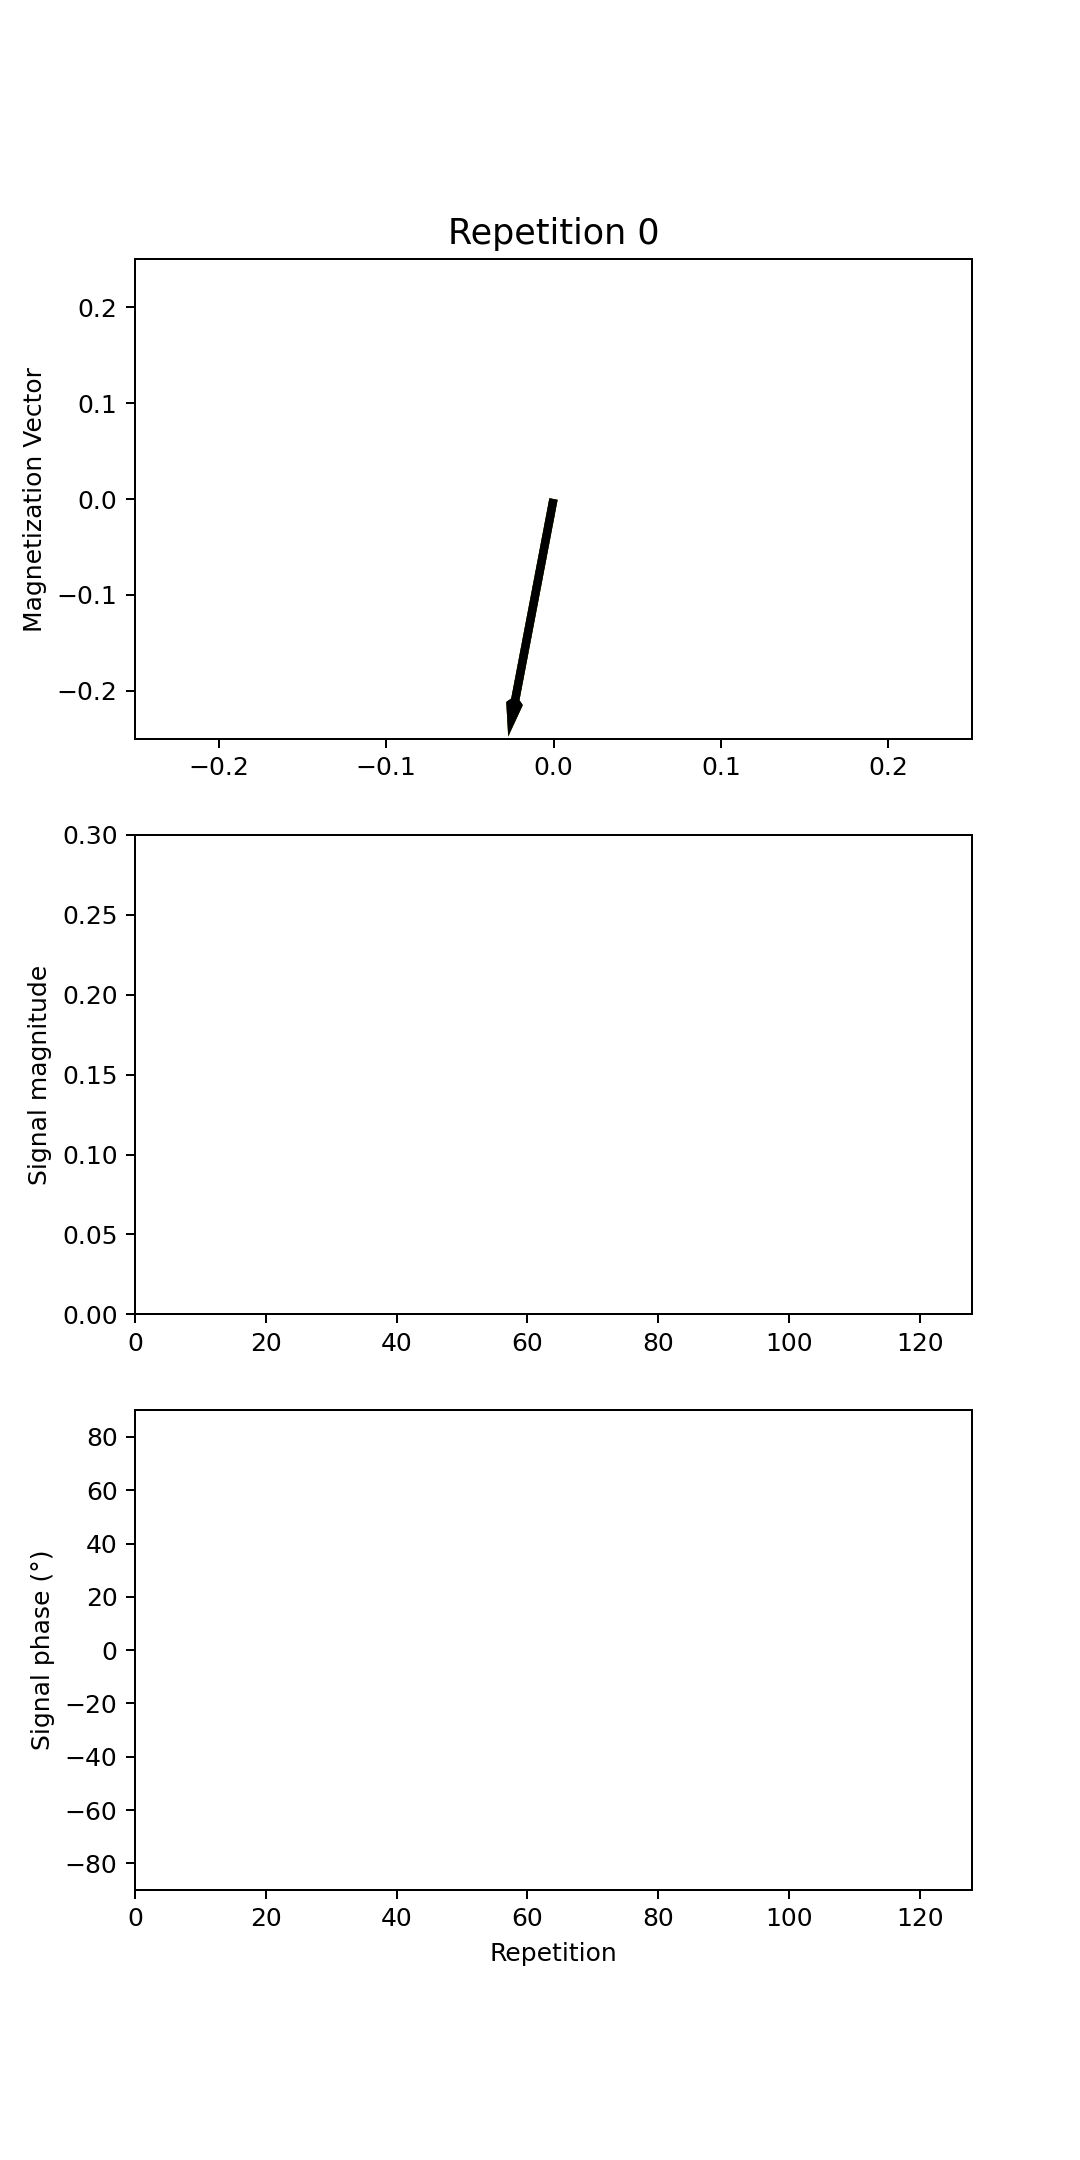 Repetition 0
Magnetization Vector
0.2
0.1
0.0
−0.1
−0.2
−0.2 −0.1 0.0 0.1 0.2
Signal magnitude
0.30
0.25
0.20
0.15
0.10
0.05
0.00
0 20 40 60 80 100 120
Signal phase (°)
80
60
40
20
0
−20
−40
−60
−80
0 20 40 60 80 100 120
Repetition